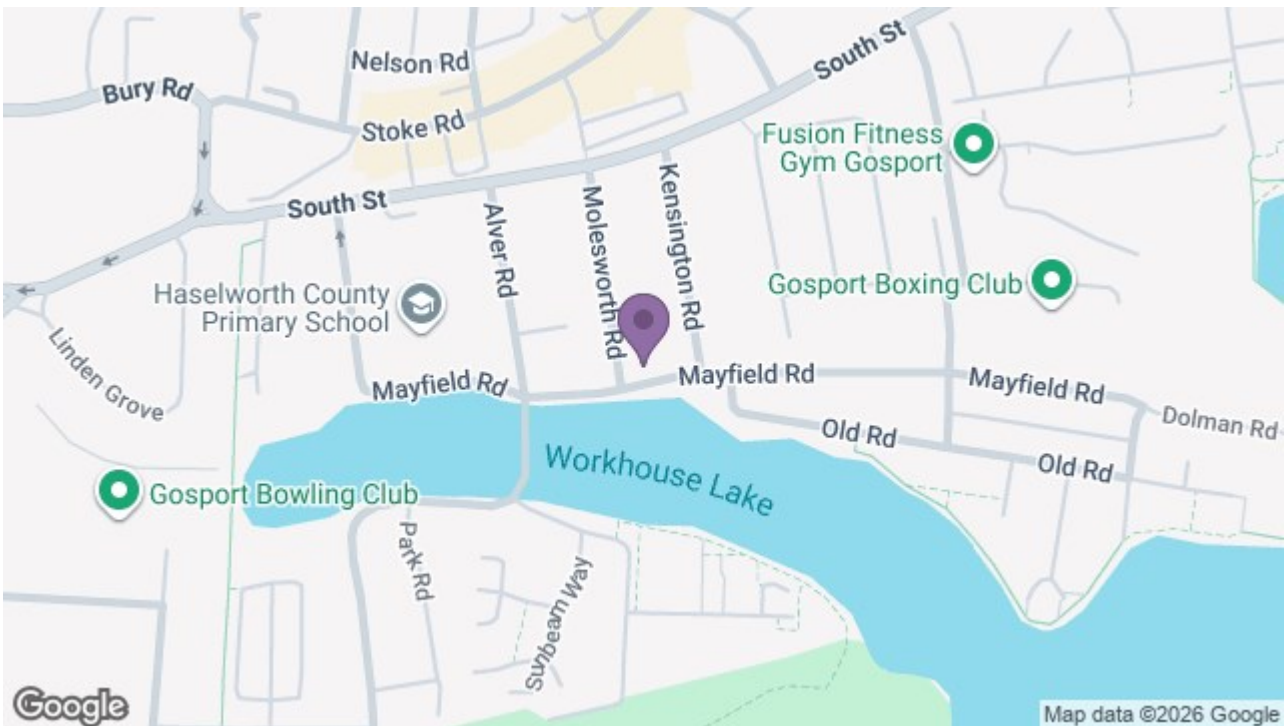 Nelson Rd
South St
Bury Rd
Stoke Rd
Fusion Fitness
Gym Gosport
South St
Alver Rd
Molesworth Rd
Kensington Rd
Haselworth County
Primary School
Gosport Boxing Club
Linden Grove
Mayfield Rd
Mayfield Rd
Mayfield Rd
Dolman Rd
Old Rd
Old Rd
Workhouse Lake
Gosport Bowling Club
Park Rd
Sunbeam Way
Google
Map data ©2026 Google